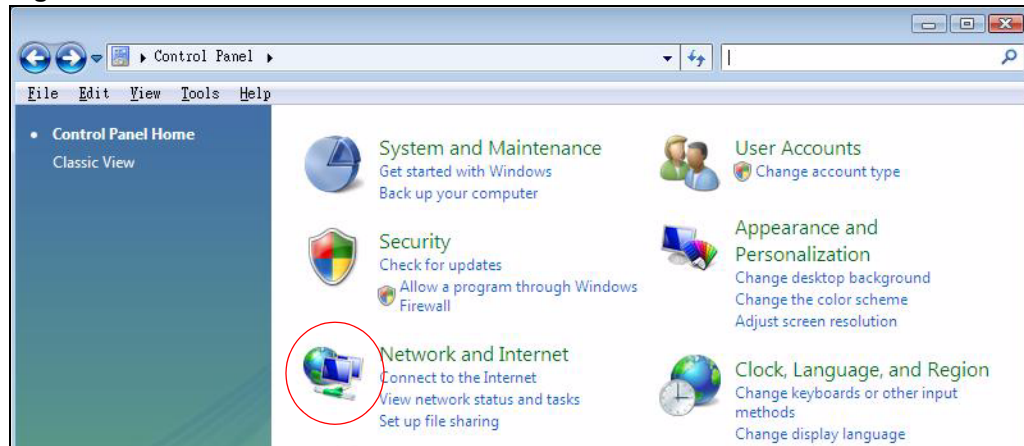 Control Panel
File Edit View Tools Help
Control Panel Home
Classic View
System and Maintenance
Get started with Windows
Back up your computer
Security
Check for updates
Allow a program through Windows
Firewall
Network and Internet
Connect to the Internet
View network status and tasks
Set up file sharing
User Accounts
Change account type
Appearance and
Personalization
Change desktop background
Change the color scheme
Adjust screen resolution
Clock, Language, and Region
Change keyboards or other input
methods
Change display language